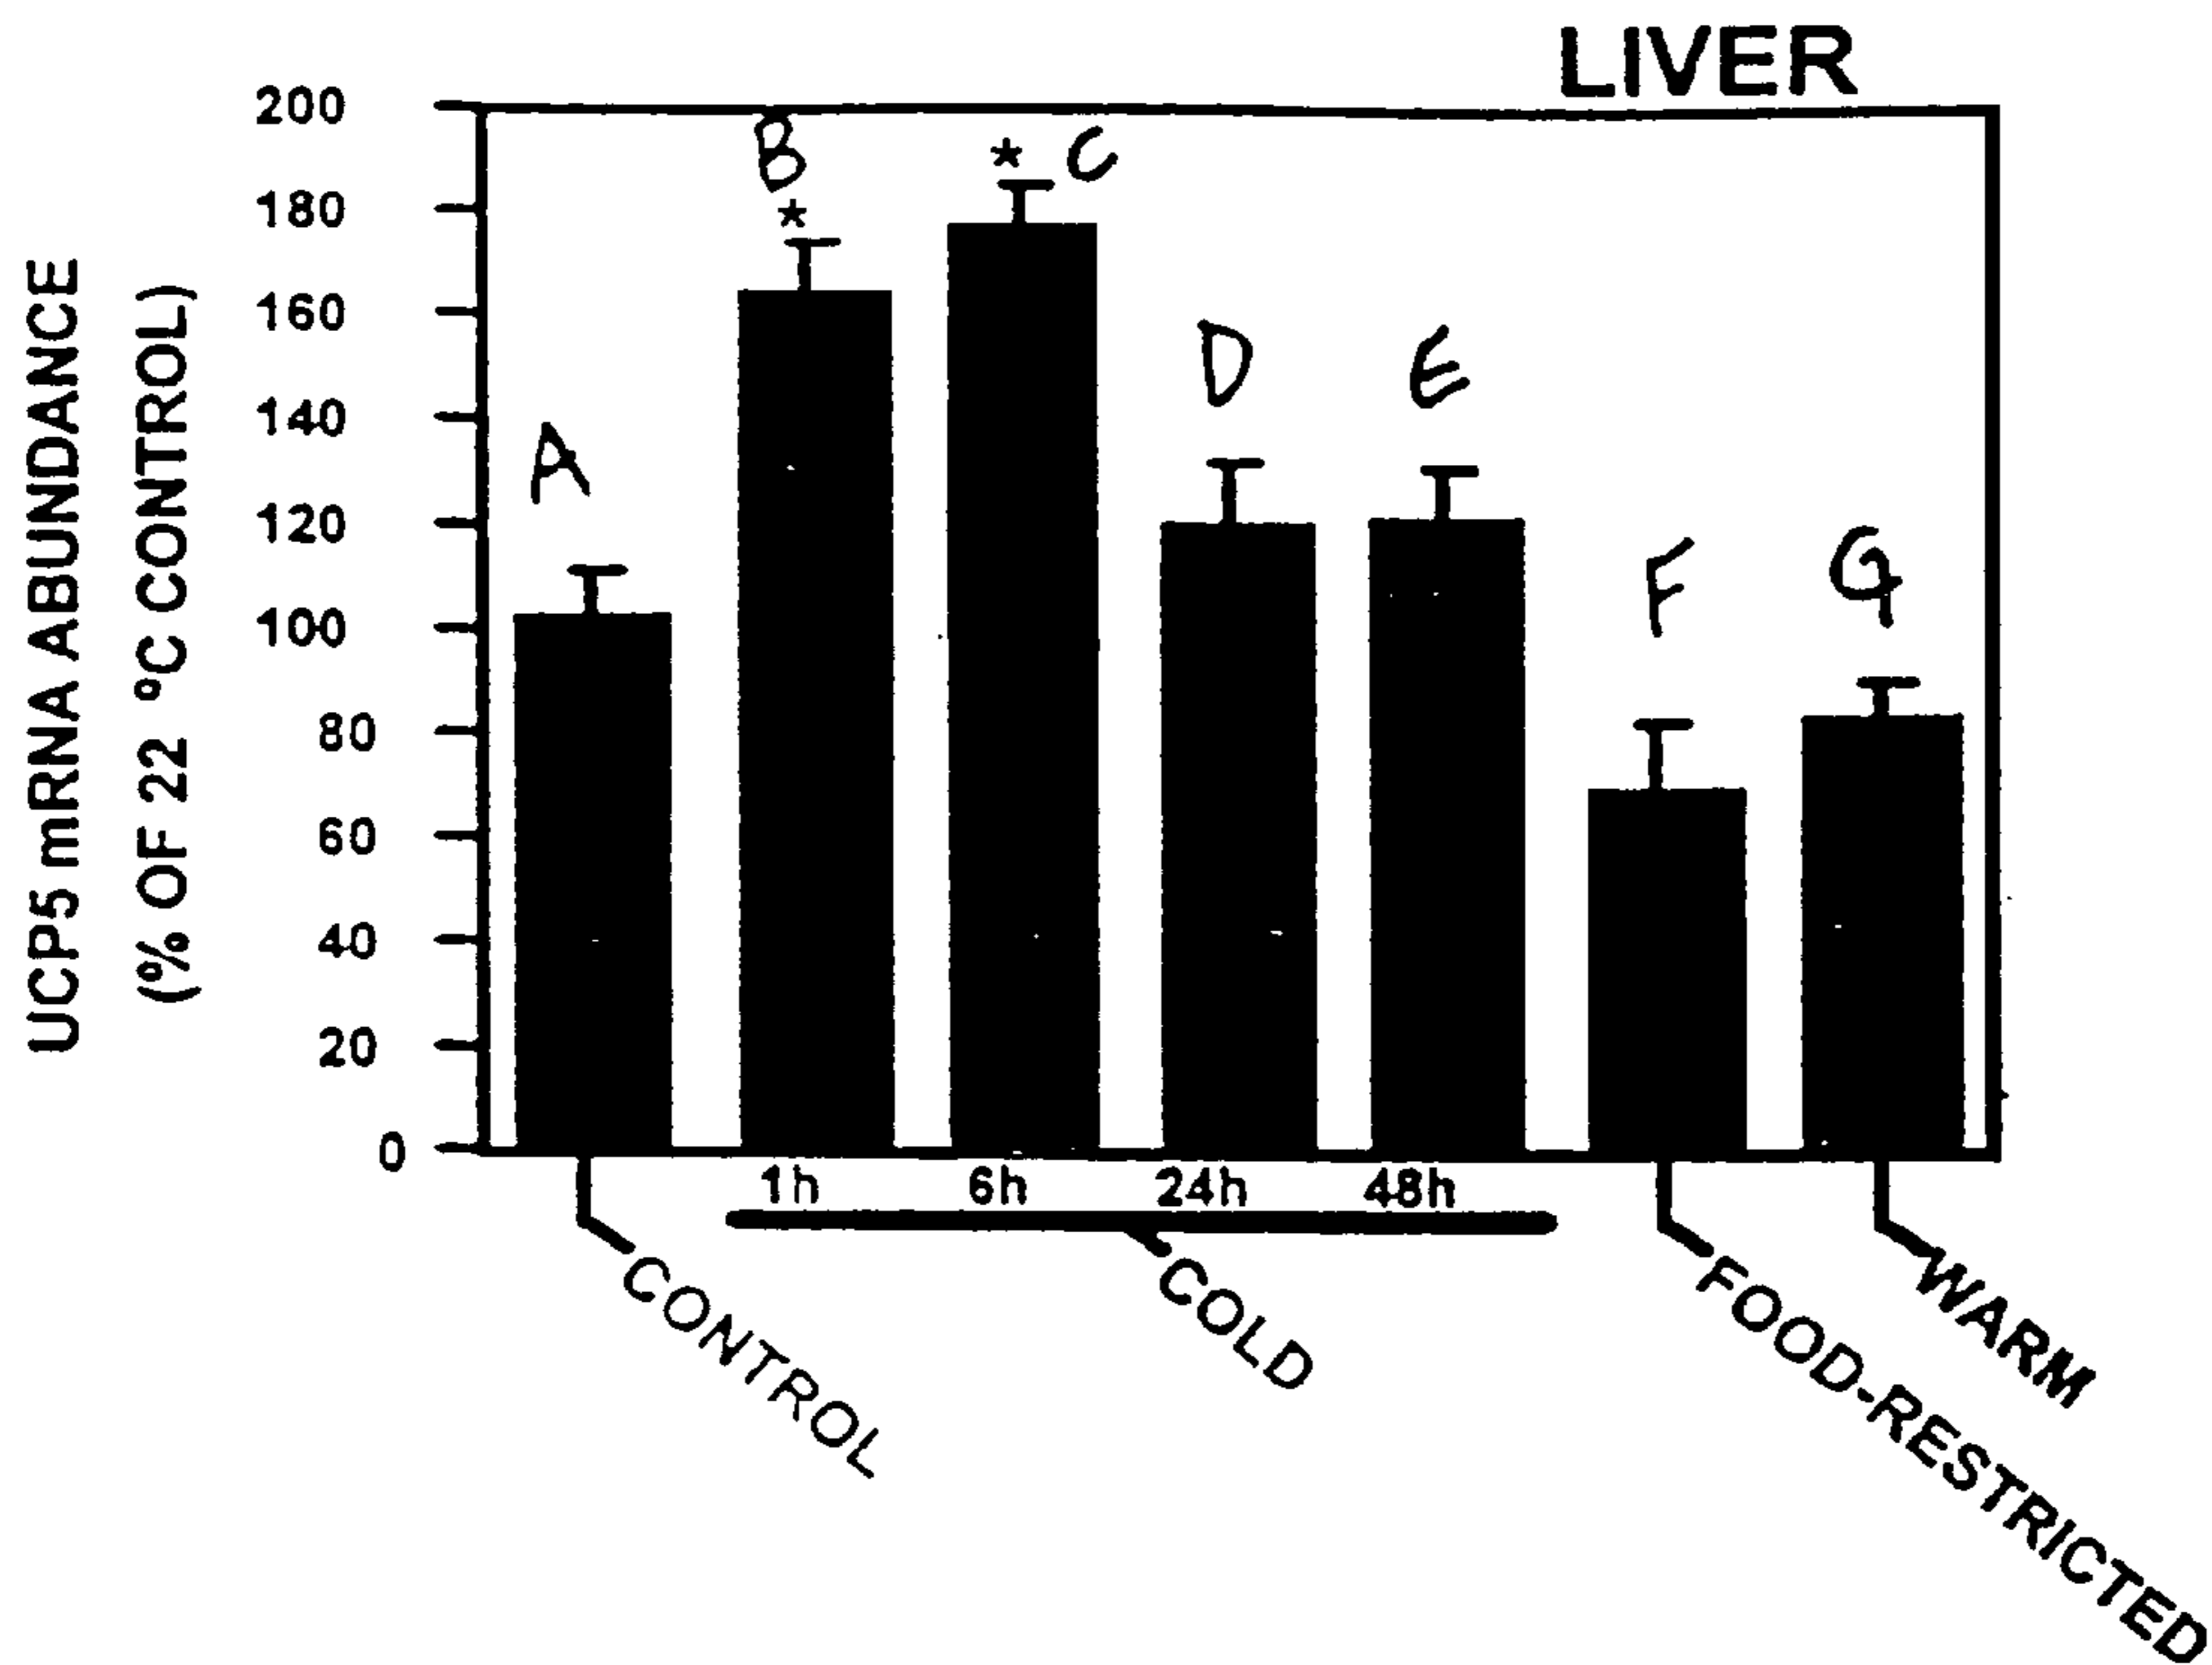 LIVER
UCP5 mRNA ABUNDANCE
(% OF 22 °C CONTROL)
200
180
160
140
120
100
80
60
40
20
0
A
B
*
* C
D
E
F
G
1h 6h 24h 48h
CONTROL
COLD
FOOD-RESTRICTED
WARM